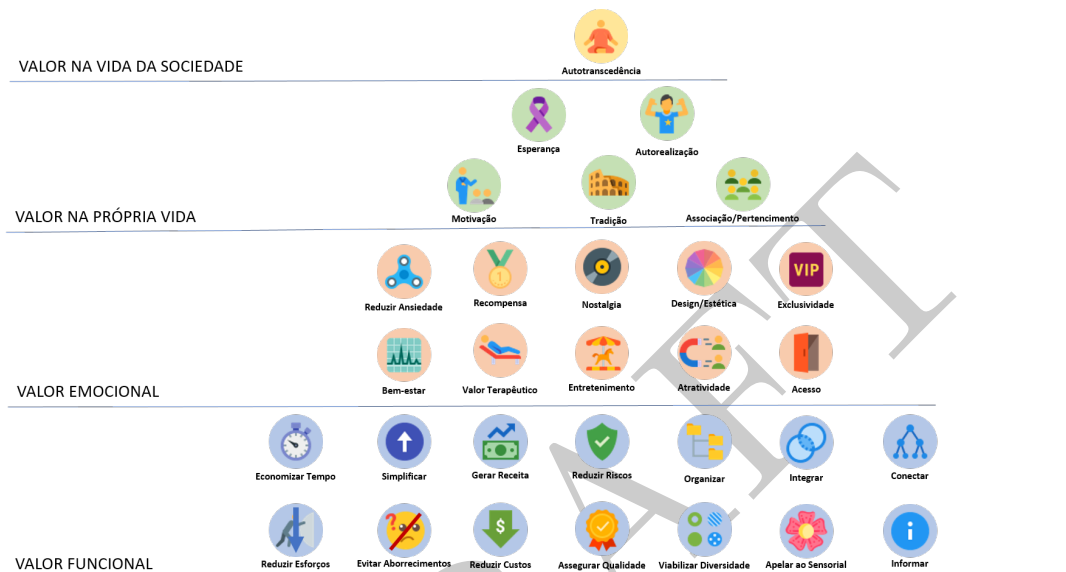 Autotranscedência
VALOR NA VIDA DA SOCIEDADE
Esperança
Autorealização
Motivação
Tradição
Associação/Pertencimento
VALOR NA PRÓPRIA VIDA
VIP
1
Reduzir Ansiedade
Recompensa
Nostalgia
Design/Estética
Exclusividade
Bem-estar
Valor Terapêutico
Entretenimento
Atratividade
Acesso
VALOR EMOCIONAL
Economizar Tempo
Simplificar
Gerar Receita
Reduzir Riscos
Organizar
Integrar
Conectar
?
$
i
Reduzir Esforços
Evitar Aborrecimentos
Reduzir Custos
Assegurar Qualidade
Viabilizar Diversidade
Apelar ao Sensorial
Informar
VALOR FUNCIONAL
AFT